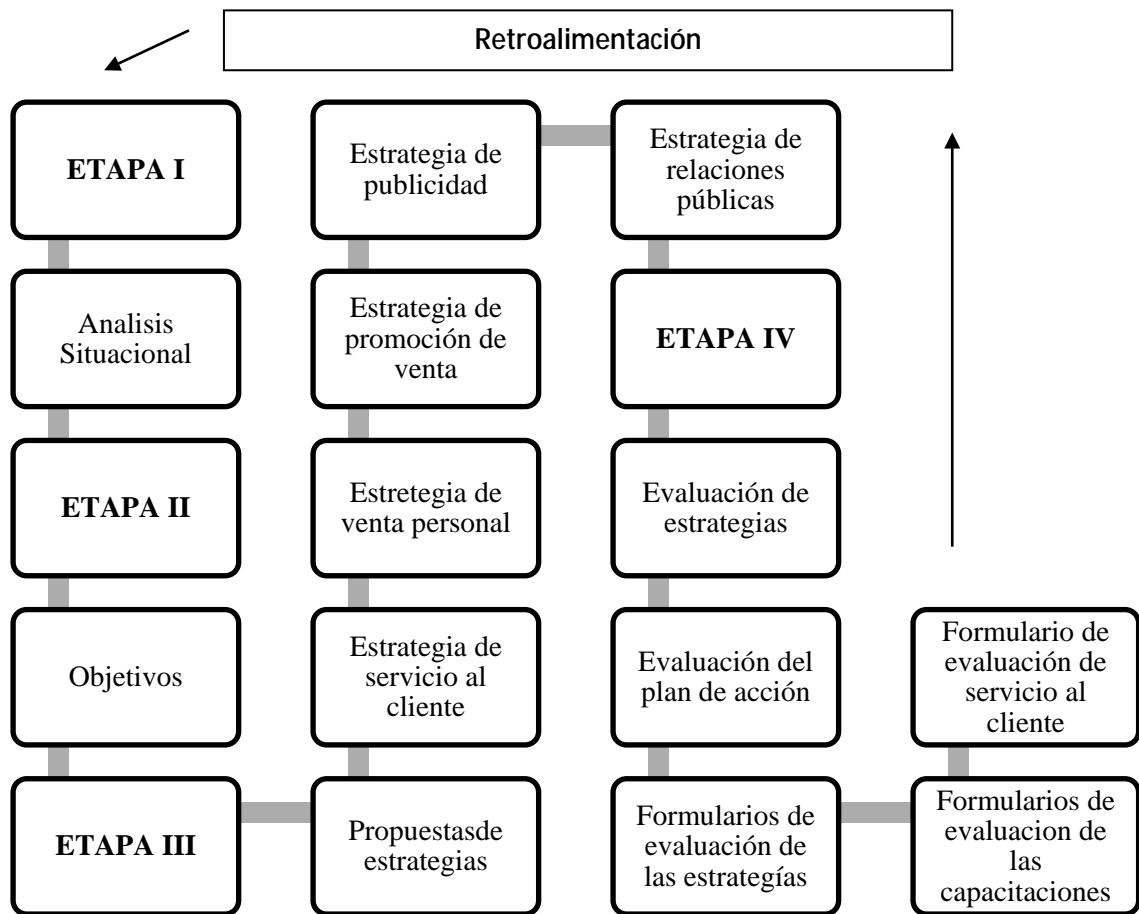 Retroalimentación
ETAPA I
Analisis
Situacional
ETAPA II
Objetivos
ETAPA III
Propuestasde
estrategias
Estrategia de
servicio al
cliente
Estretegia de
venta personal
Estrategia de
promoción de
venta
Estrategia de
publicidad
Estrategia de
relaciones
públicas
ETAPA IV
Evaluación de
estrategias
Evaluación del
plan de acción
Formularios de
evaluación de
las estrategías
Formularios de
evaluacion de
las
capacitaciones
Formulario de
evaluación de
servicio al
cliente